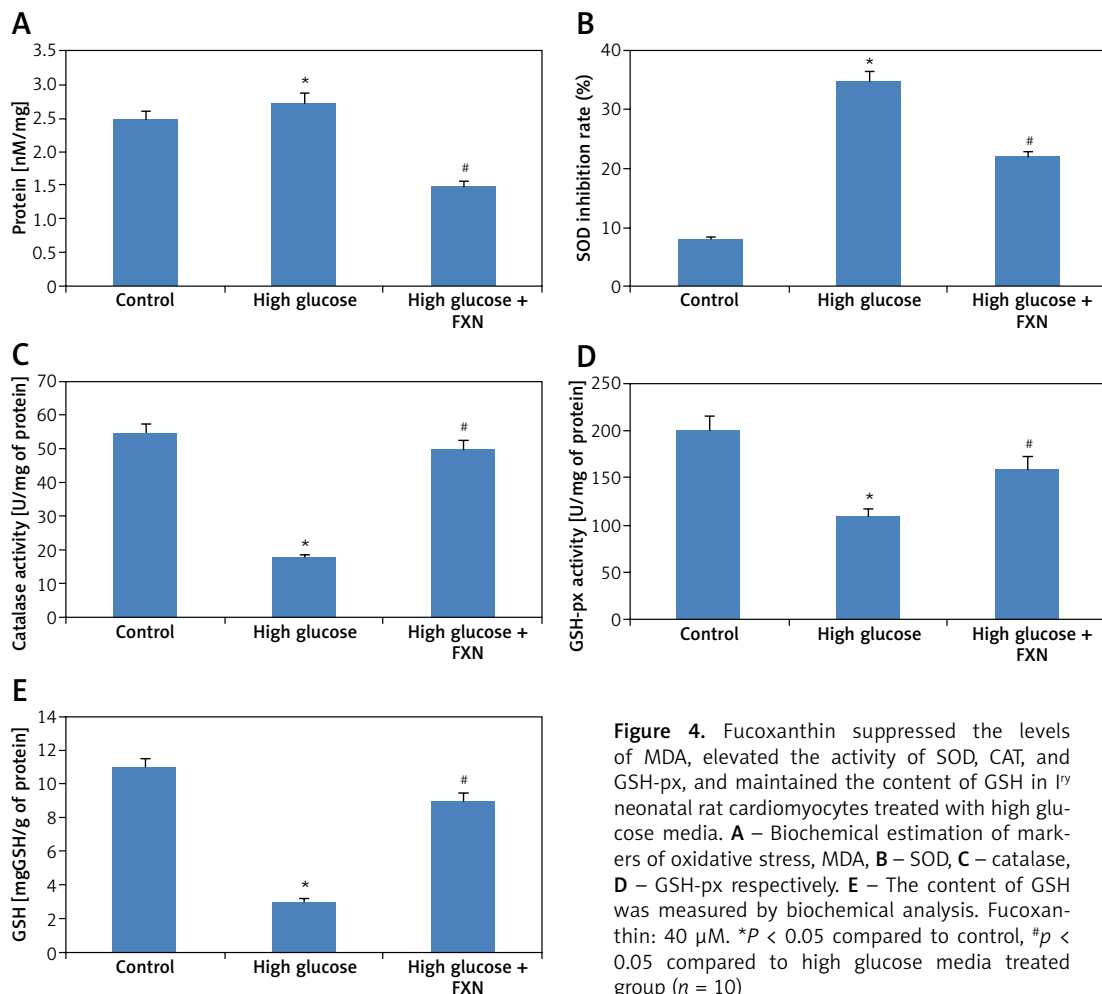 A
Protein [nM/mg]
3.5
3.0
2.5
2.0
1.5
1.0
0.5
0
*
#
Control High glucose High glucose +
FXN
B
SOD inhibition rate (%)
40
30
20
10
0
*
#
Control High glucose High glucose +
FXN
C
Catalase activity [U/mg of protein]
70
60
50
40
30
20
10
0
*
#
Control High glucose High glucose +
FXN
D
GSH-px activity [U/mg of protein]
250
200
150
100
50
0
*
#
Control High glucose High glucose +
FXN
E
GSH [mgGSH/g of protein]
14
12
10
8
6
4
2
0
*
#
Control High glucose High glucose +
FXN
Figure 4. Fucoxanthin suppressed the levels
of MDA, elevated the activity of SOD, CAT, and
GSH-px, and maintained the content of GSH in Iʳʸ
neonatal rat cardiomyocytes treated with high glu-
cose media. A – Biochemical estimation of mark-
ers of oxidative stress, MDA, B – SOD, C – catalase,
D – GSH-px respectively. E – The content of GSH
was measured by biochemical analysis. Fucoxan-
thin: 40 μM. *P < 0.05 compared to control, #p <
0.05 compared to high glucose media treated
group (n = 10)